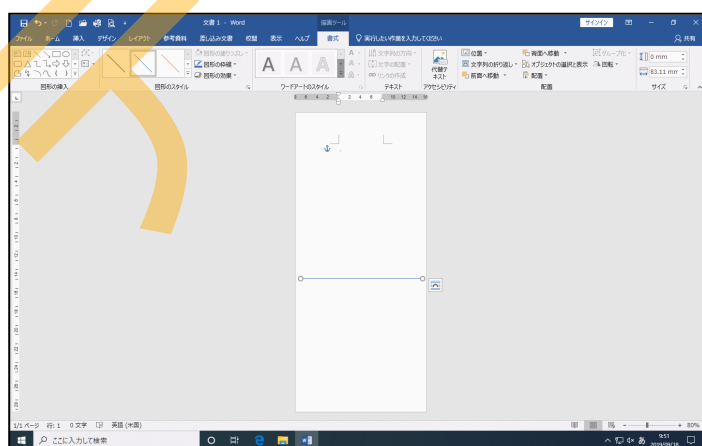 文書 1 - Word
描画ツール
サインイン
ファイル ホーム 挿入 デザイン レイアウト 参考資料 差し込み文書 校閲 表示 ヘルプ 書式 実行したい作業を入力してください 共有
図形の塗りつぶし
図形の枠線
図形の効果
文字列の方向
文字の配置
リンクの作成
代替テキスト
位置
文字列の折り返し
前面へ移動
背面へ移動
オブジェクトの選択と表示
配置
グループ化
回転
0 mm
83.11 mm
図形の挿入 図形のスタイル ワードアートのスタイル テキスト アクセシビリティ 配置 サイズ
1/1 ページ 行: 1 0 文字 英語 (米国) 80%
ここに入力して検索
あ 9:51
2019/09/18